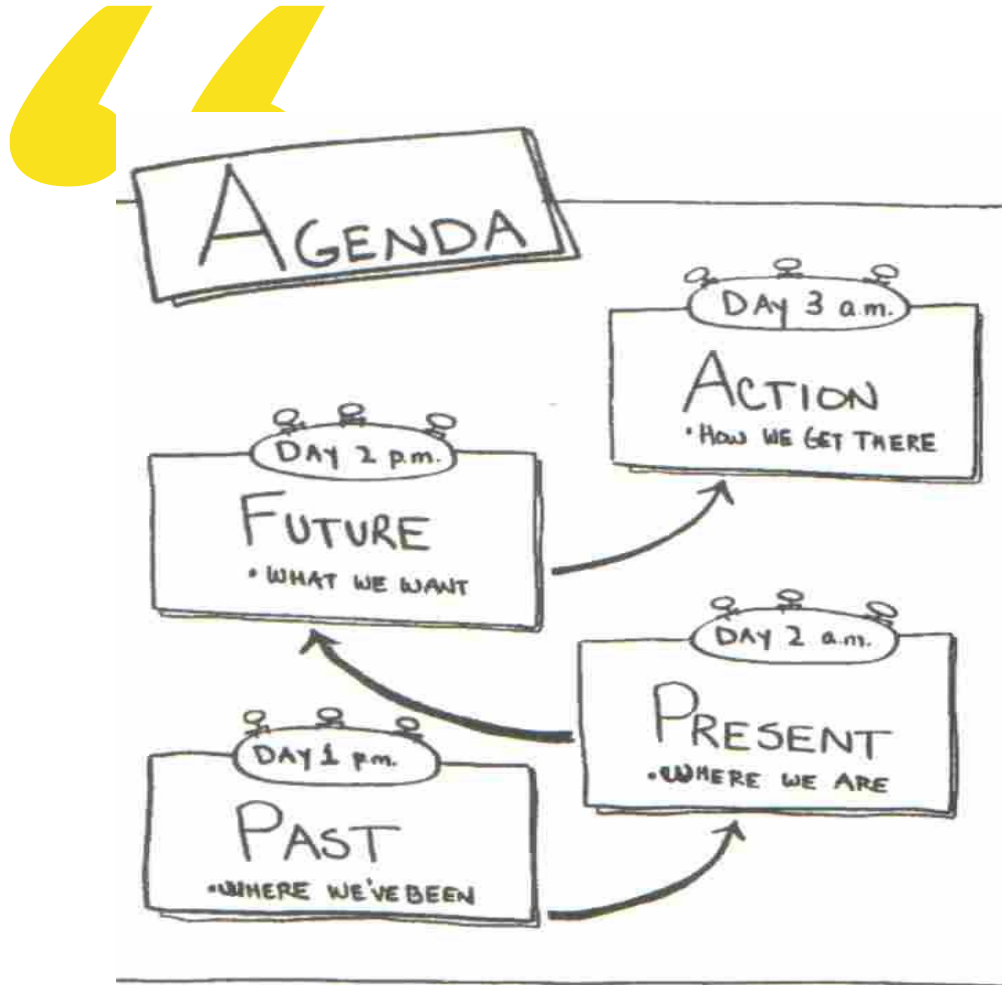 AGENDA
DAY 3 a.m.
ACTION
• HOW WE GET THERE
DAY 2 p.m.
FUTURE
• WHAT WE WANT
DAY 2 a.m.
PRESENT
• WHERE WE ARE
DAY 1 p.m.
PAST
• WHERE WE'VE BEEN